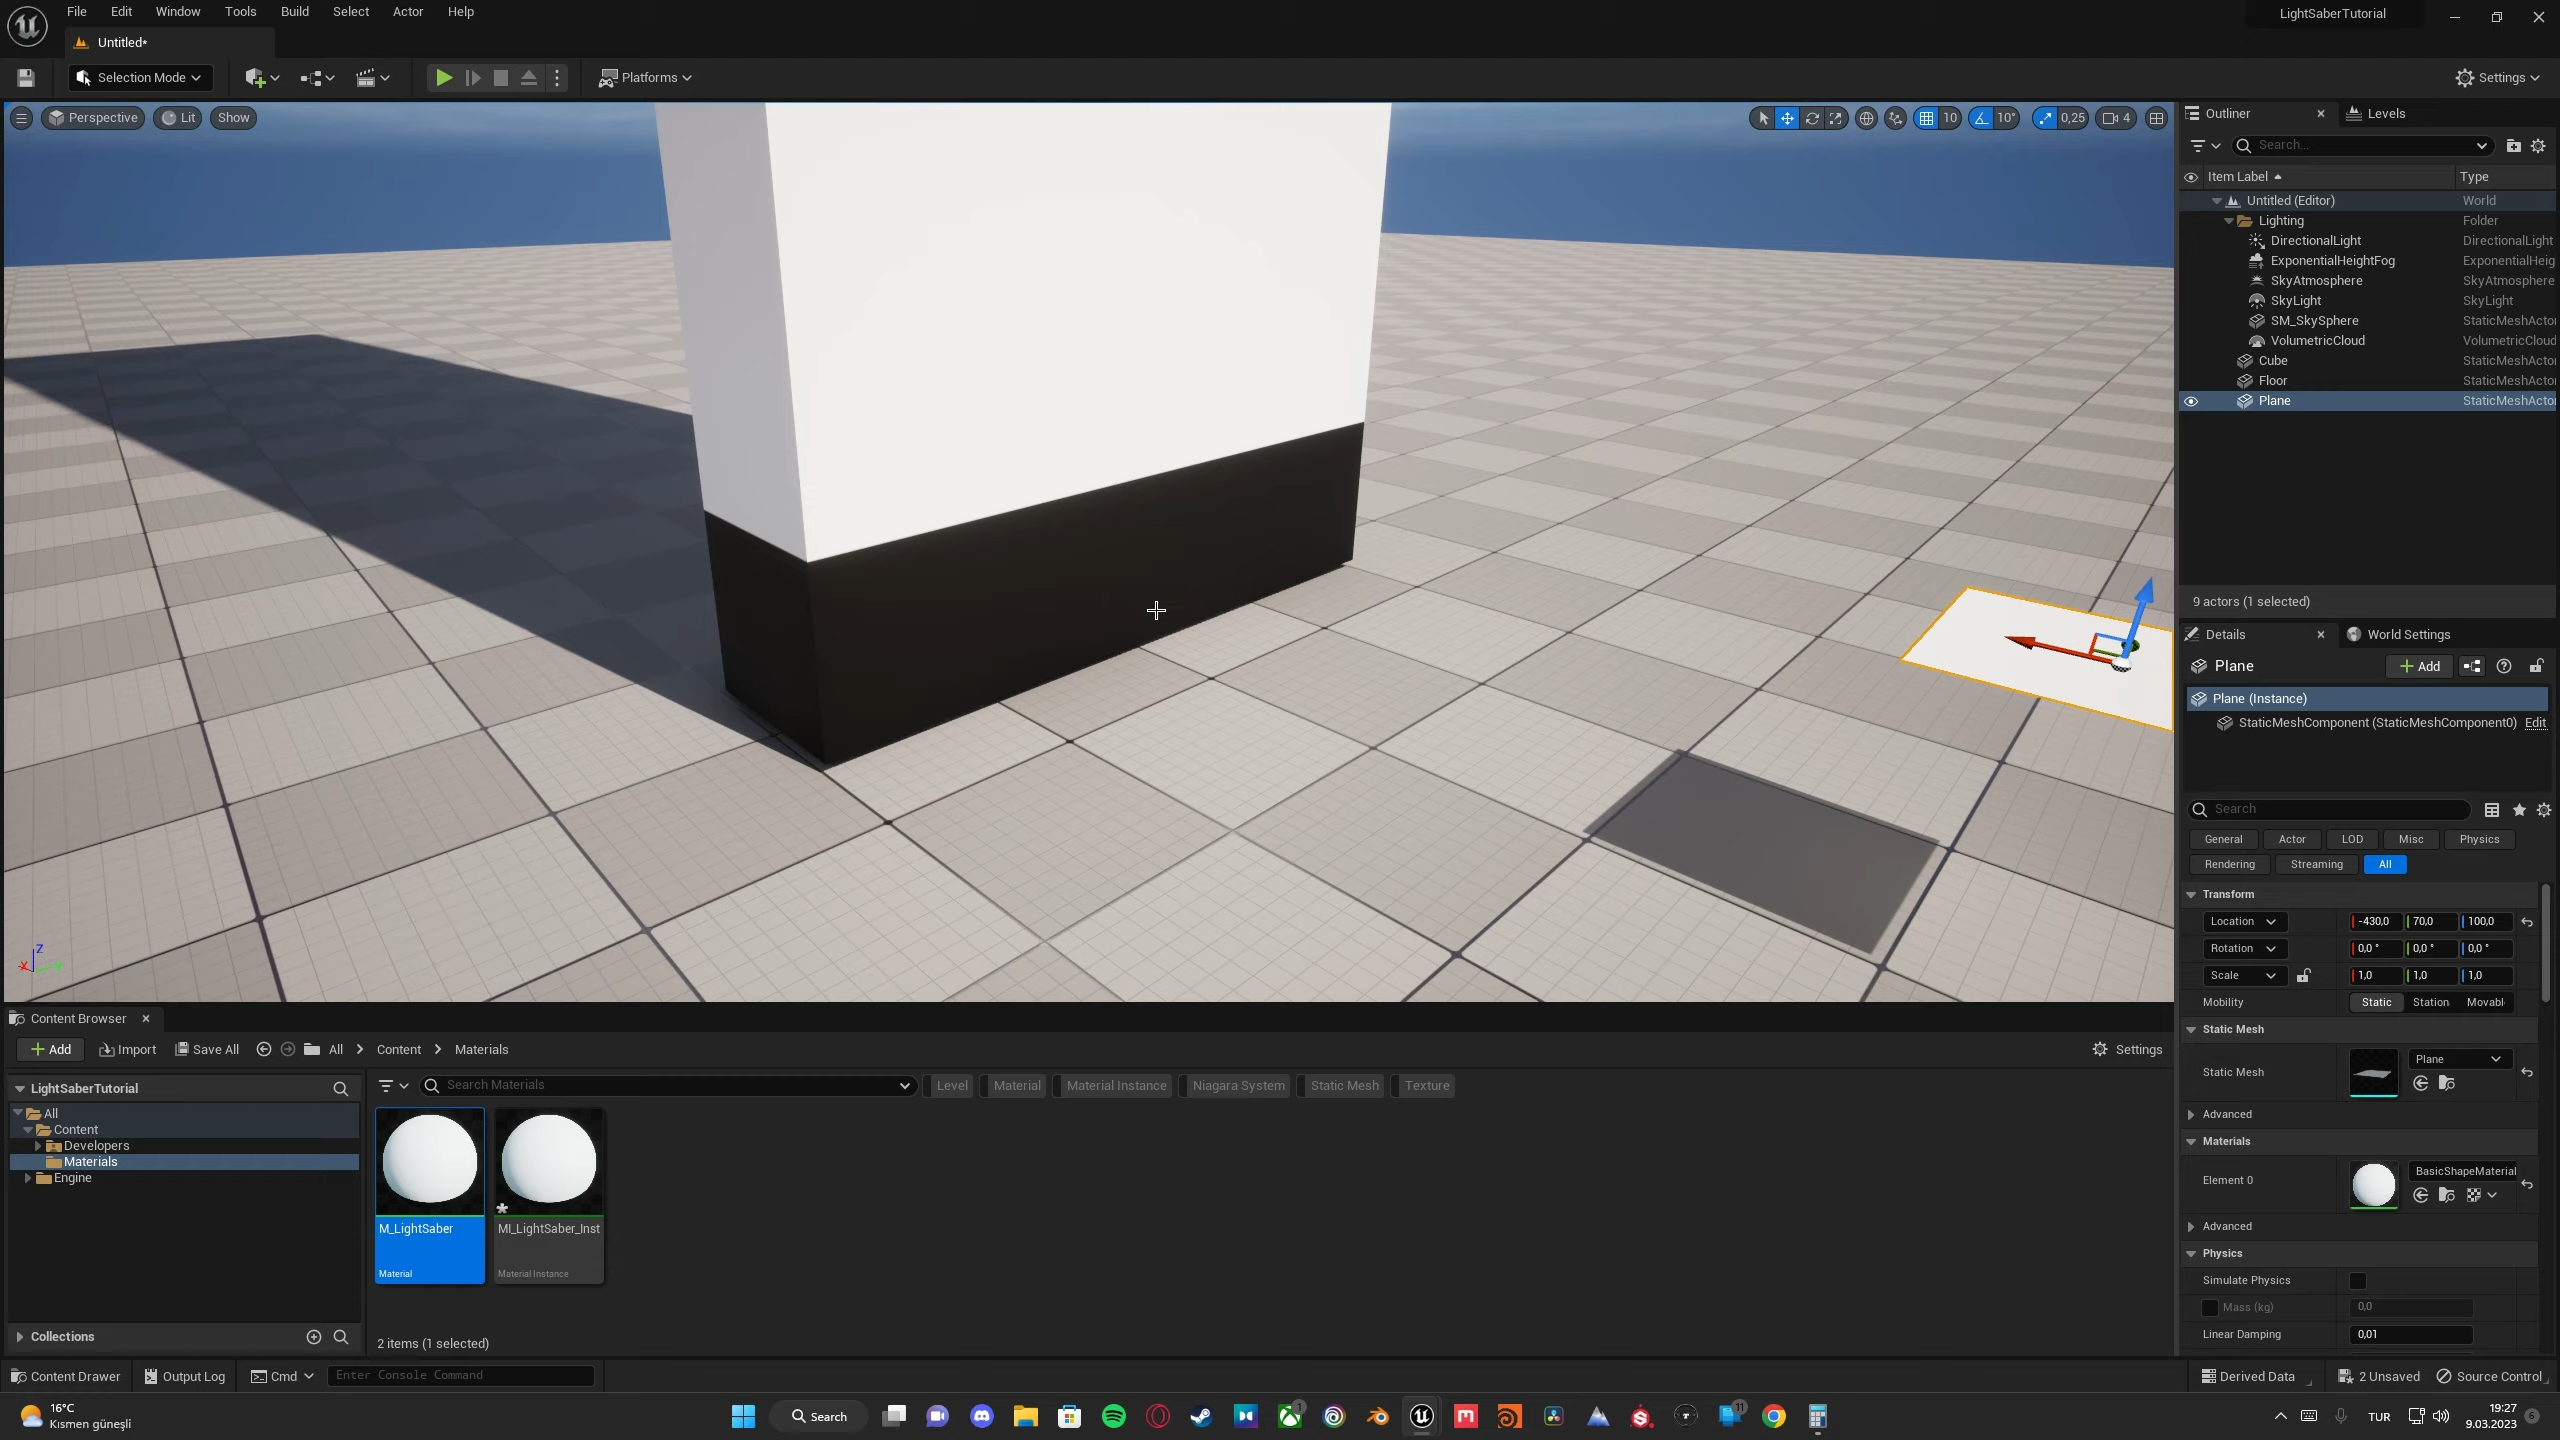 File Edit Window Tools Build Select Actor Help
LightSaberTutorial
Untitled*
Selection Mode
Platforms
Settings
Perspective
Lit
Show
10
10°
0,25
4
Outliner
Levels
Search...
Item Label
Type
Untitled (Editor) World
Lighting Folder
DirectionalLight DirectionalLight
ExponentialHeightFog ExponentialHeig
SkyAtmosphere SkyAtmosphere
SkyLight SkyLight
SM_SkySphere StaticMeshActo
VolumetricCloud VolumetricCloud
Cube StaticMeshActo
Floor StaticMeshActo
Plane StaticMeshActo
9 actors (1 selected)
Details
World Settings
Plane
Add
Plane (Instance)
StaticMeshComponent (StaticMeshComponent0) Edit
Search
General Actor LOD Misc Physics
Rendering Streaming All
Transform
Location -430,0 70,0 100,0
Rotation 0,0 ° 0,0 ° 0,0 °
Scale 1,0 1,0 1,0
Mobility Static Station Movabl
Static Mesh
Static Mesh Plane
Advanced
Materials
Element 0 BasicShapeMaterial
Advanced
Physics
Simulate Physics
Mass (kg) 0,0
Linear Damping 0,01
Z
X
Y
Content Browser
Add Import Save All All Content Materials Settings
LightSaberTutorial
All
Content
Developers
Materials
Engine
Collections
Search Materials
Level Material Material Instance Niagara System Static Mesh Texture
M_LightSaber
Material
MI_LightSaber_Inst
Material Instance
2 items (1 selected)
Content Drawer Output Log Cmd Enter Console Command
Derived Data 2 Unsaved Source Control
16°C
Kısmen güneşli
Search
1
11
TUR
19:27
9.03.2023
6